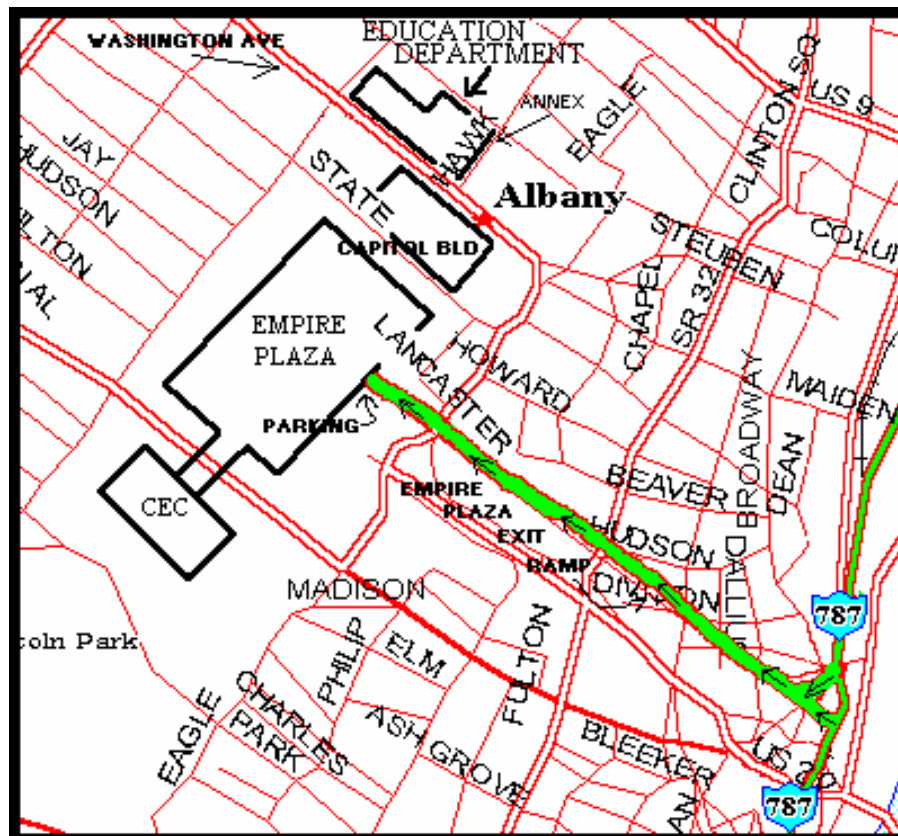 WASHINGTON AVE
EDUCATION
DEPARTMENT
ANNEX
HAWK
EAGLE
CLINTON SQ
US 9
JAY
HUDSON
STATE
Albany
CAPITOL BLD
STEUBEN
COLU
CHAPEL
SR 32
EMPIRE
PLAZA
LANCASTER
HOWARD
MAIDEN
PARKING
BEAVER
BROADWAY
DEAN
CEC
EMPIRE
PLAZA
EXIT
RAMP
HUDSON
DIVISION
MADISON
787
coln Park
PHILIP
ELM
FULTON
EAGLE
CHARLES
PARK
ASH GROVE
BLEEKER
US 20
AN
787